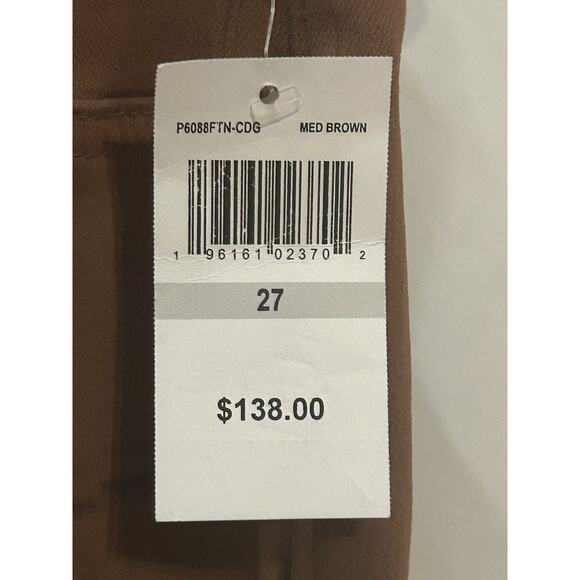 P6088FTN-CDG MED BROWN
1 96161 02370 2
27
$138.00